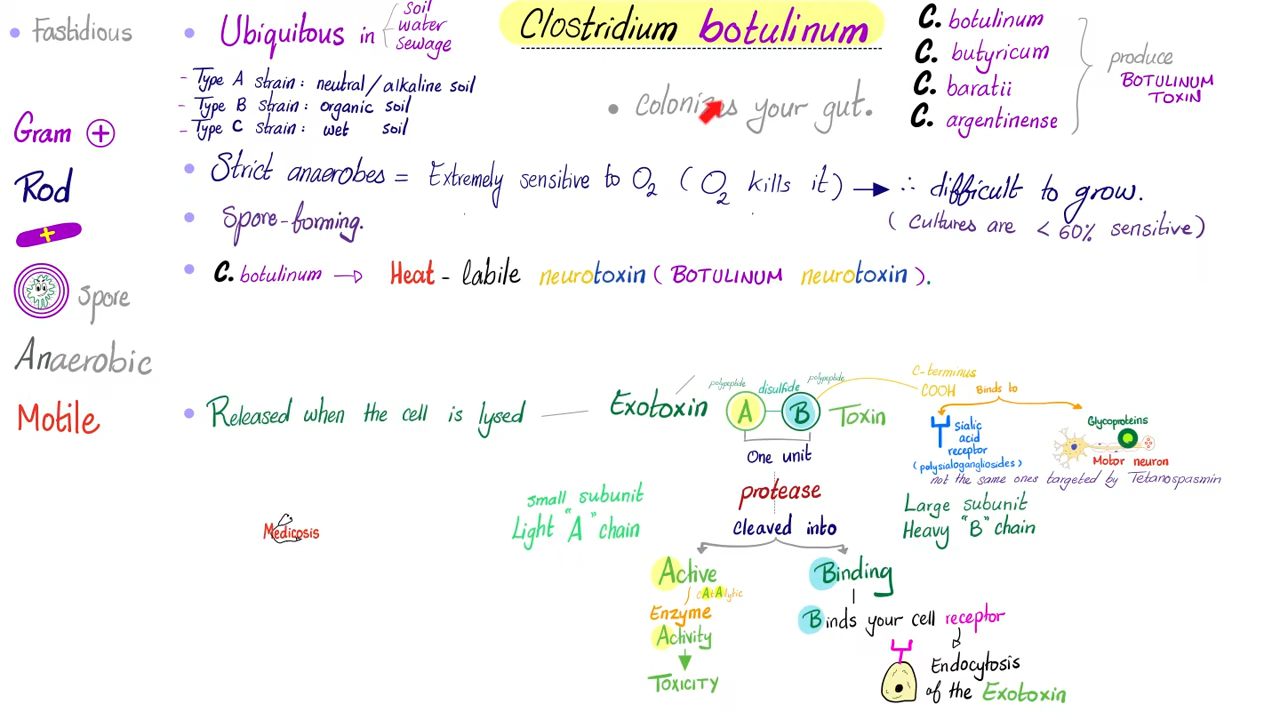 Clostridium botulinum
• Fastidious
Gram +
Rod
+
Spore
Anaerobic
Motile
• Ubiquitous in
soil
water
sewage
- Type A strain: neutral/alkaline soil
- Type B strain: organic soil
- Type C strain: wet soil
• Colonizes your gut.
C. botulinum
C. butyricum
C. baratii
C. argentinense
produce
BOTULINUM
TOXIN
• Strict anaerobes = Extremely sensitive to O2 (O2 kills it) → ∴ difficult to grow.
(Cultures are < 60% sensitive)
• Spore-forming.
• C. botulinum → Heat-labile neurotoxin (BOTULINUM neurotoxin).
• Released when the cell is lysed
Exotoxin
polypeptide
disulfide
polypeptide
A B
Toxin
C-terminus
COOH
Binds to
sialic
acid
receptor
(polysialogangliosides)
Glycoproteins
Motor neuron
not the same ones targeted by Tetanospasmin
One unit
protease
cleaved into
small subunit
Light "A" chain
Large subunit
Heavy "B" chain
Active
catAlytic
Enzyme
Activity
TOXICITY
Binding
Binds your cell receptor
Endocytosis
of the Exotoxin
Medicosis